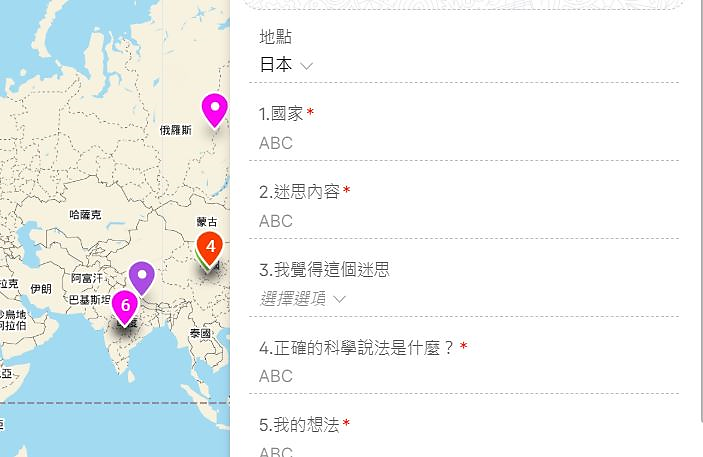 俄羅斯
哈薩克
蒙古
4
阿富汗
伊朗
巴基斯坦
6
泰國
地點
日本
1.國家*
ABC
2.迷思內容*
ABC
3.我覺得這個迷思
選擇選項
4.正確的科學說法是什麼？*
ABC
5.我的想法*
ABC